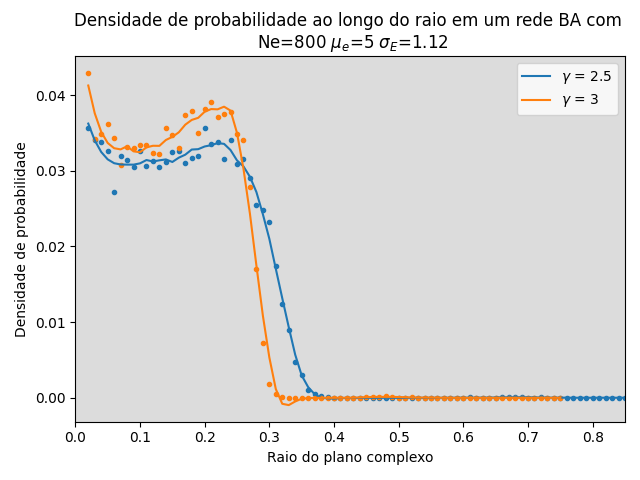 Densidade de probabilidade ao longo do raio em um rede BA com
Ne=800 μₑ=5 σ_E=1.12
γ = 2.5
γ = 3
0.04
0.03
0.02
0.01
0.00
Densidade de probabilidade
0.0 0.1 0.2 0.3 0.4 0.5 0.6 0.7 0.8
Raio do plano complexo